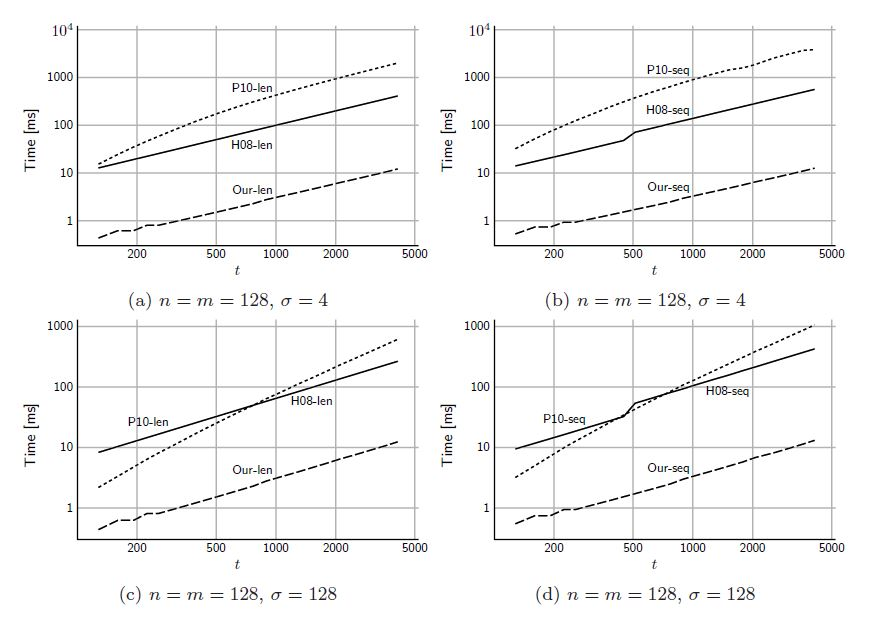 10⁴
1000
100
10
1
Time [ms]
P10-len
H08-len
Our-len
200 500 1000 2000 5000
t
(a) n = m = 128, σ = 4
10⁴
1000
100
10
1
Time [ms]
P10-seq
H08-seq
Our-seq
200 500 1000 2000 5000
t
(b) n = m = 128, σ = 4
1000
100
10
1
Time [ms]
P10-len
H08-len
Our-len
200 500 1000 2000 5000
t
(c) n = m = 128, σ = 128
1000
100
10
1
Time [ms]
P10-seq
H08-seq
Our-seq
200 500 1000 2000 5000
t
(d) n = m = 128, σ = 128